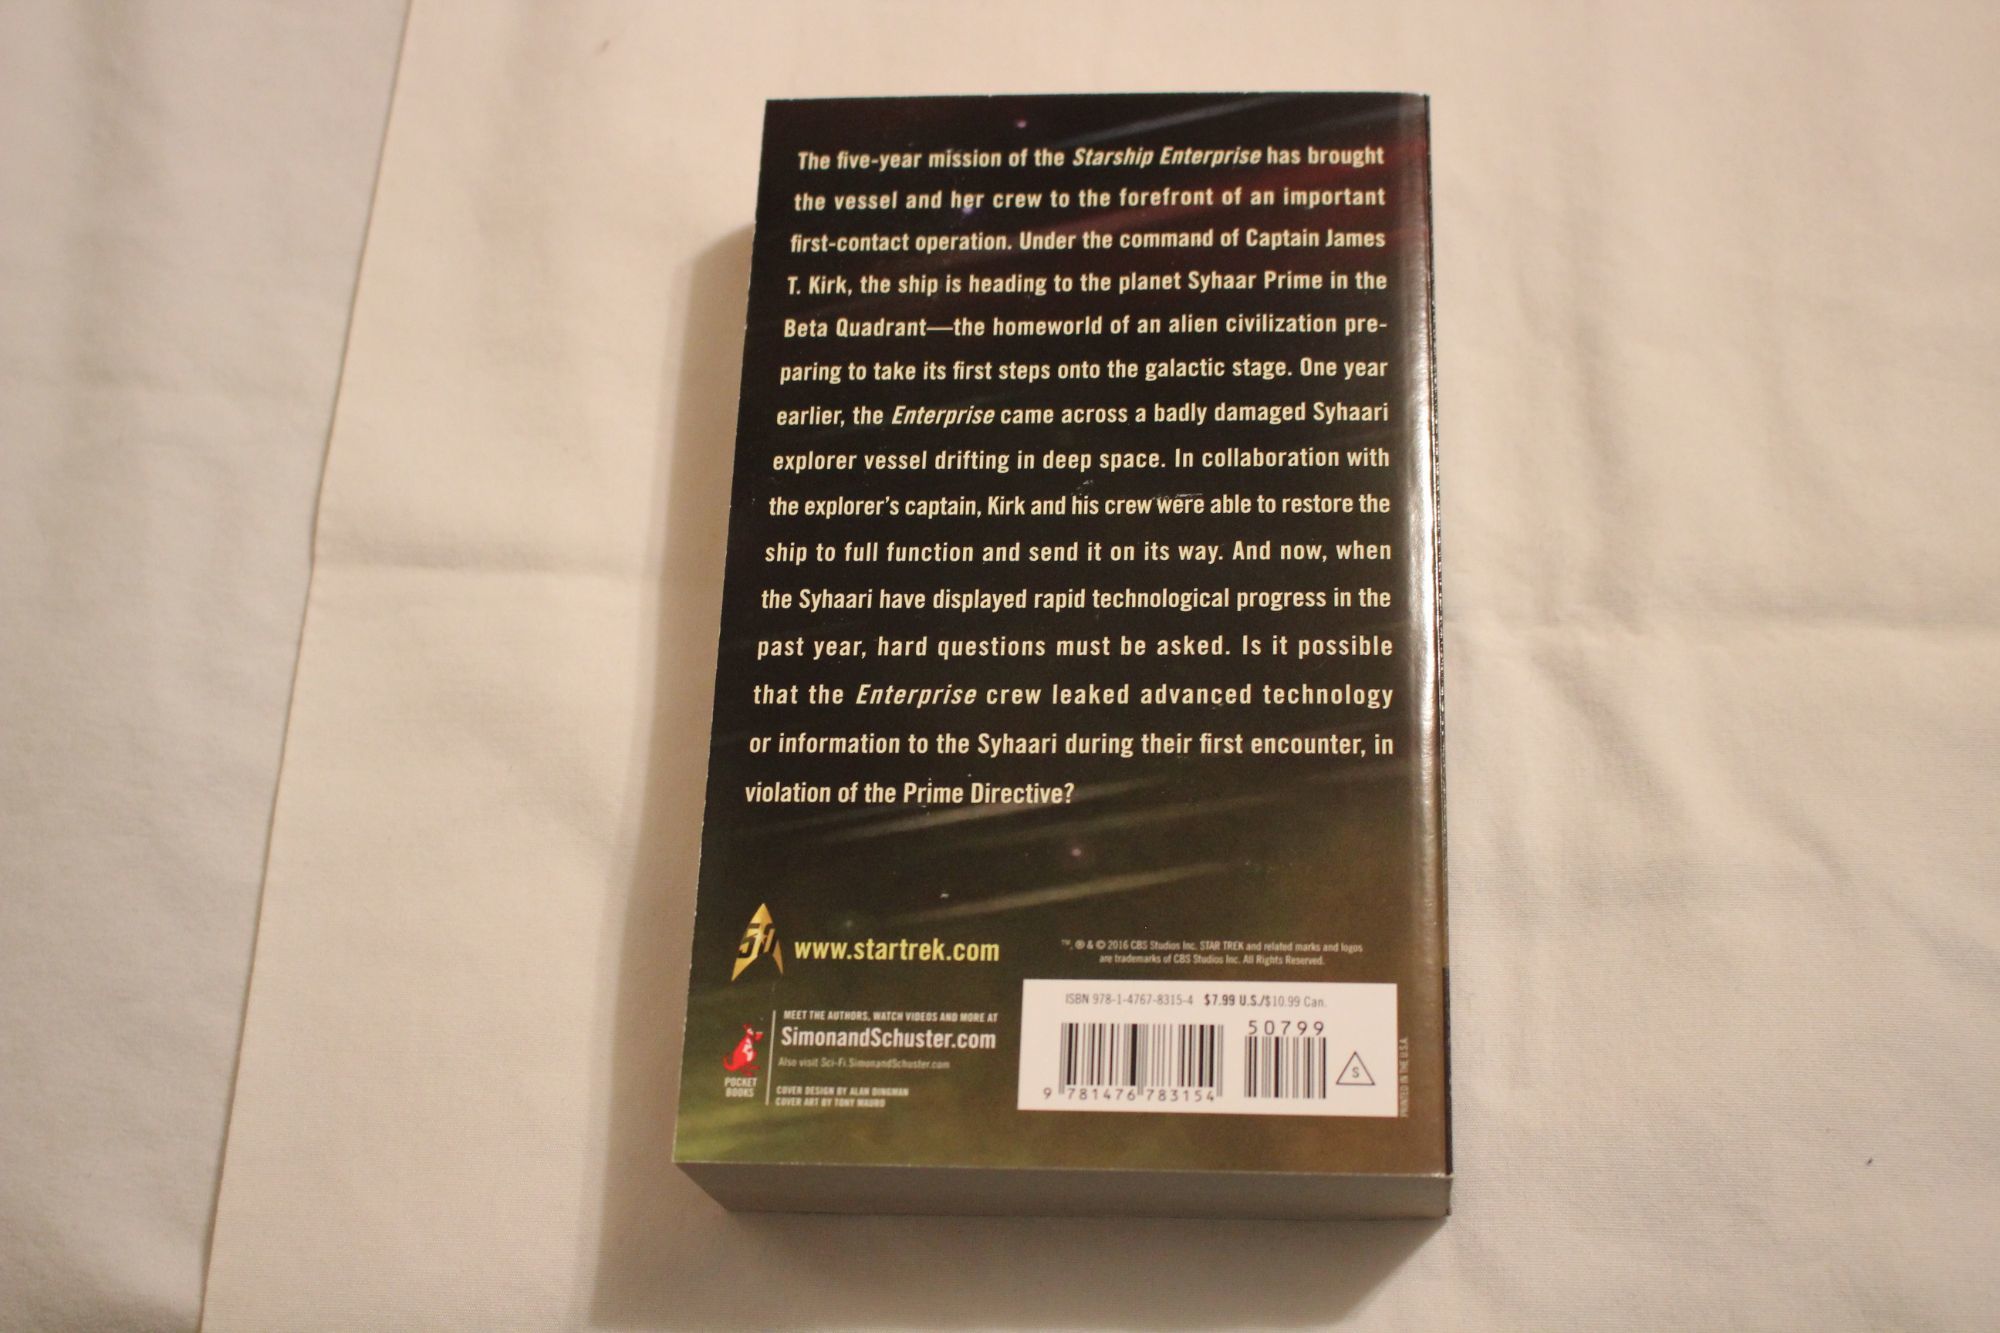 The five-year mission of the Starship Enterprise has brought
the vessel and her crew to the forefront of an important
first-contact operation. Under the command of Captain James
T. Kirk, the ship is heading to the planet Syhaar Prime in the
Beta Quadrant—the homeworld of an alien civilization pre-
paring to take its first steps onto the galactic stage. One year
earlier, the Enterprise came across a badly damaged Syhaari
explorer vessel drifting in deep space. In collaboration with
the explorer's captain, Kirk and his crew were able to restore the
ship to full function and send it on its way. And now, when
the Syhaari have displayed rapid technological progress in the
past year, hard questions must be asked. Is it possible
that the Enterprise crew leaked advanced technology
or information to the Syhaari during their first encounter, in
violation of the Prime Directive?
50
www.startrek.com
™, ® & © 2016 CBS Studios Inc. STAR TREK and related marks and logos
are trademarks of CBS Studios Inc. All Rights Reserved.
MEET THE AUTHORS, WATCH VIDEOS AND MORE AT
SimonandSchuster.com
Also visit Sci-Fi.SimonandSchuster.com
POCKET
BOOKS
COVER DESIGN BY ALAN DINGMAN
COVER ART BY TONY MAURO
ISBN 978-1-4767-8315-4 $7.99 U.S./$10.99 Can.
50799
9 781476 783154
S
PRINTED IN THE U.S.A.